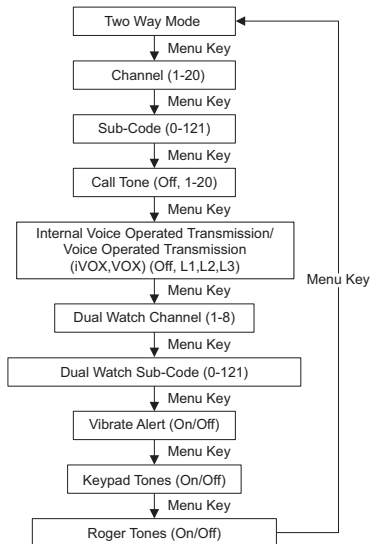 Two Way Mode
Menu Key
Channel (1-20)
Menu Key
Sub-Code (0-121)
Menu Key
Call Tone (Off, 1-20)
Menu Key
Internal Voice Operated Transmission/
Voice Operated Transmission
(iVOX,VOX) (Off, L1,L2,L3)
Menu Key
Menu Key
Dual Watch Channel (1-8)
Menu Key
Dual Watch Sub-Code (0-121)
Menu Key
Vibrate Alert (On/Off)
Menu Key
Keypad Tones (On/Off)
Menu Key
Roger Tones (On/Off)